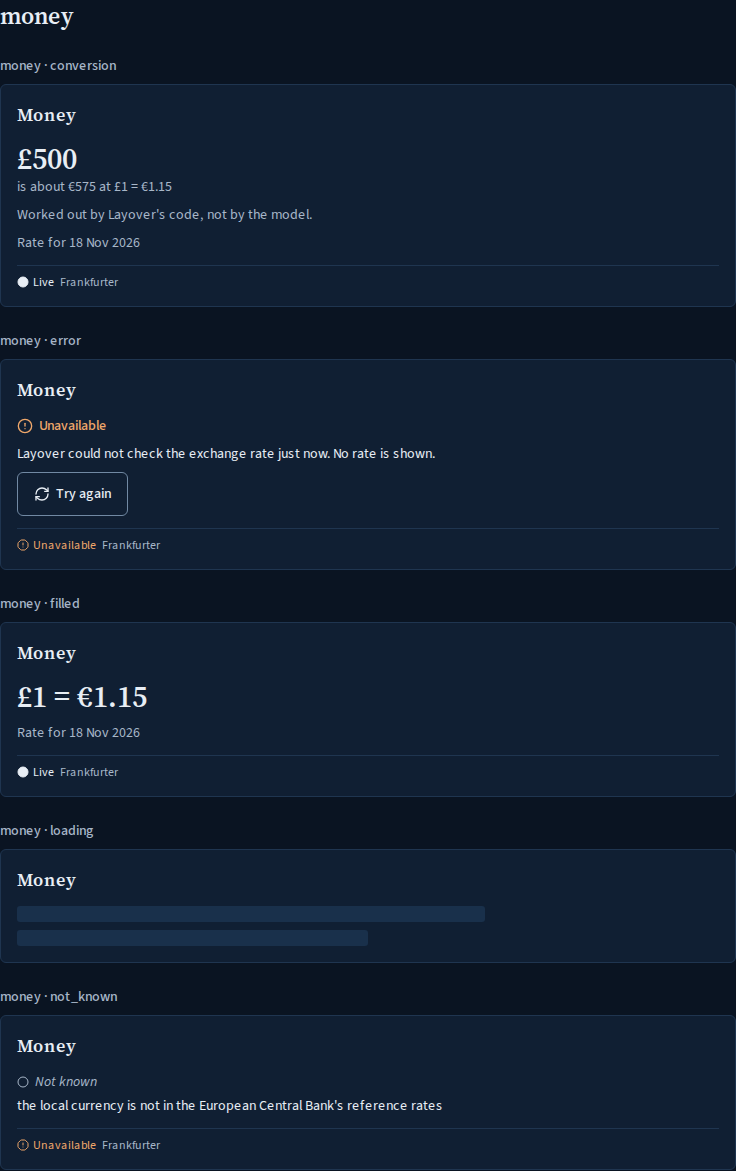 money
money · conversion
Money
£500
is about €575 at £1 = €1.15
Worked out by Layover's code, not by the model.
Rate for 18 Nov 2026
Live Frankfurter
money · error
Money
Unavailable
Layover could not check the exchange rate just now. No rate is shown.
Try again
Unavailable Frankfurter
money · filled
Money
£1 = €1.15
Rate for 18 Nov 2026
Live Frankfurter
money · loading
Money
money · not_known
Money
Not known
the local currency is not in the European Central Bank's reference rates
Unavailable Frankfurter